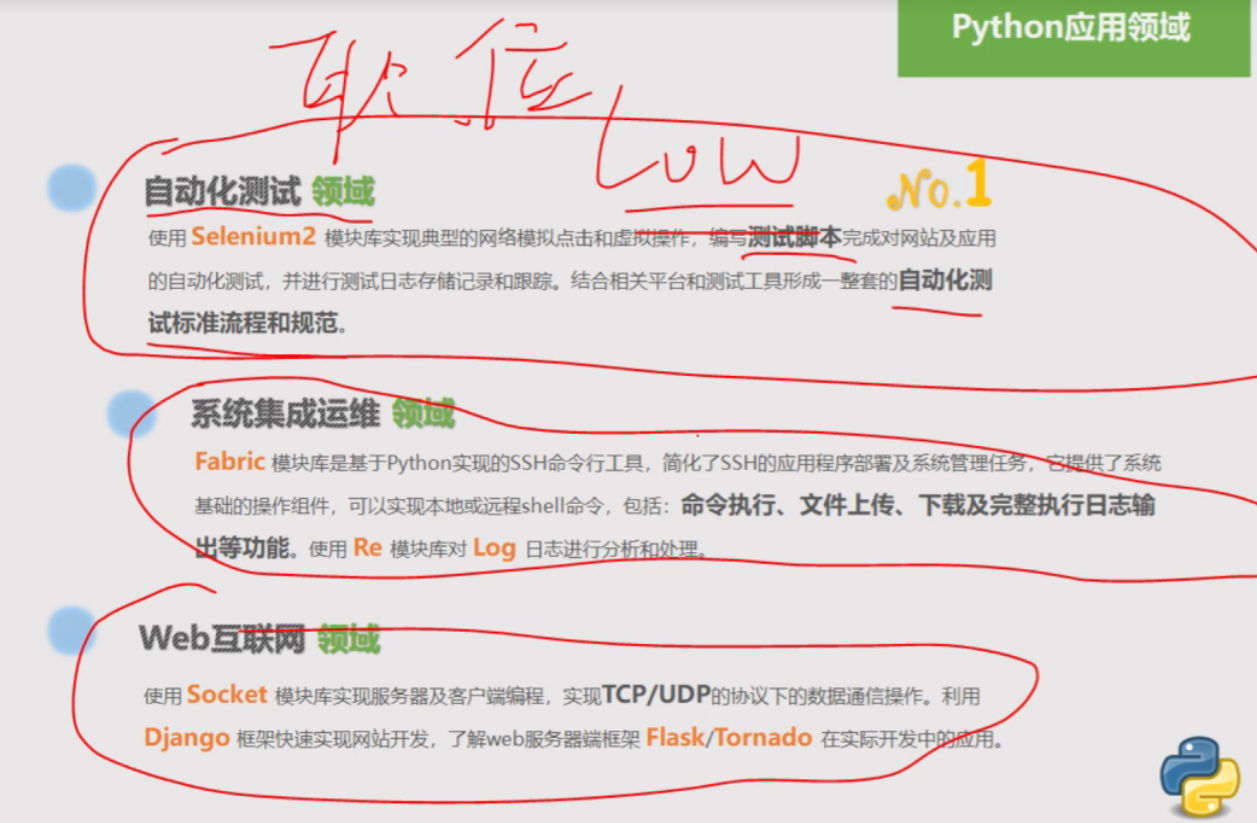 Python应用领域
职位
Low
自动化测试 领域
No.1
使用 Selenium2 模块库实现典型的网络模拟点击和虚拟操作，编写测试脚本完成对网站及应用
的自动化测试，并进行测试日志存储记录和跟踪。结合相关平台和测试工具形成一整套的自动化测
试标准流程和规范。
系统集成运维 领域
Fabric 模块库是基于Python实现的SSH命令行工具，简化了SSH的应用程序部署及系统管理任务，它提供了系统
基础的操作组件，可以实现本地或远程shell命令，包括：命令执行、文件上传、下载及完整执行日志输
出等功能。使用 Re 模块库对 Log 日志进行分析和处理。
Web互联网 领域
使用 Socket 模块库实现服务器及客户端编程，实现TCP/UDP的协议下的数据通信操作。利用
Django 框架快速实现网站开发，了解web服务器端框架 Flask/Tornado 在实际开发中的应用。